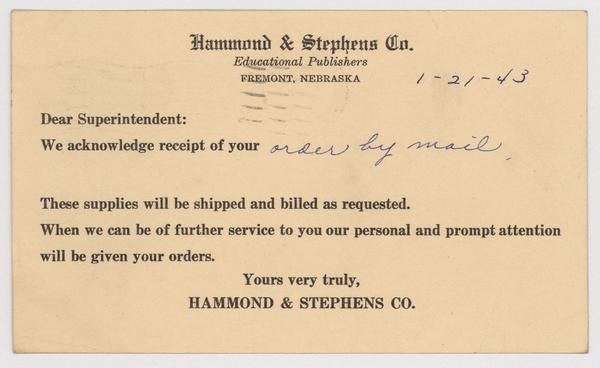 Hammond & Stephens Co.
Educational Publishers
FREMONT, NEBRASKA
1-21-43
Dear Superintendent:
We acknowledge receipt of your order by mail.
These supplies will be shipped and billed as requested.
When we can be of further service to you our personal and prompt attention
will be given your orders.
Yours very truly,
HAMMOND & STEPHENS CO.